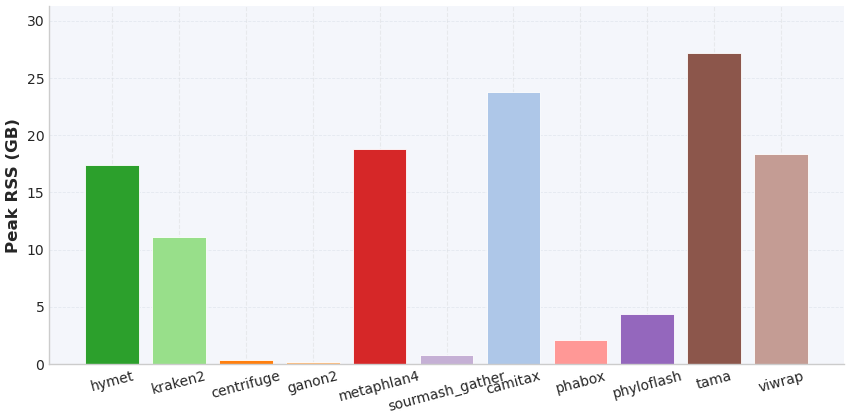 Peak RSS (GB)
30
25
20
15
10
5
0
hymet
kraken2
centrifuge
ganon2
metaphlan4
sourmash_gather
camitax
phabox
phyloflash
tama
viwrap